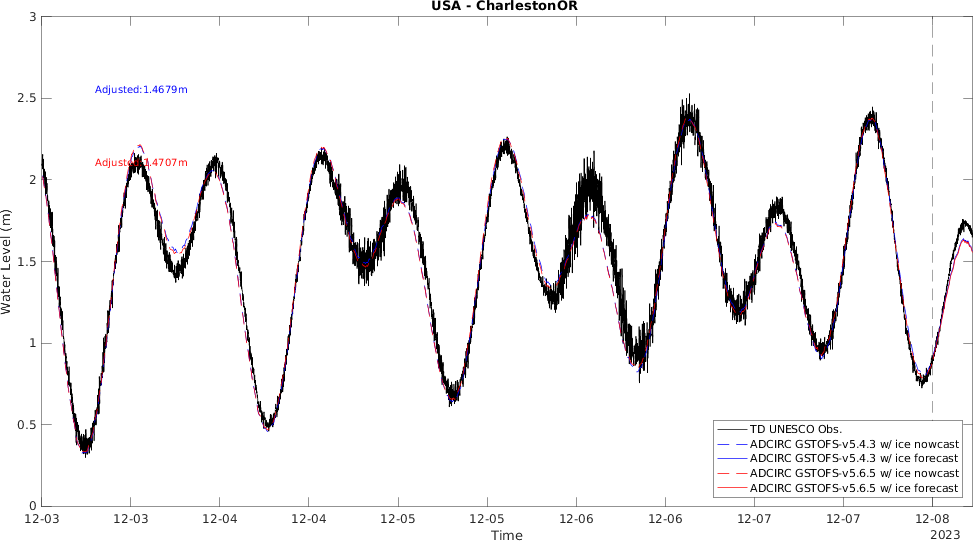 USA - CharlestonOR
3
2.5
2
1.5
1
0.5
0
Water Level (m)
Adjusted:1.4679m
Adjusted:1.4707m
TD UNESCO Obs.
ADCIRC GSTOFS-v5.4.3 w/ ice nowcast
ADCIRC GSTOFS-v5.4.3 w/ ice forecast
ADCIRC GSTOFS-v5.6.5 w/ ice nowcast
ADCIRC GSTOFS-v5.6.5 w/ ice forecast
12-03 12-03 12-04 12-04 12-05 12-05 12-06 12-06 12-07 12-07 12-08
2023
Time